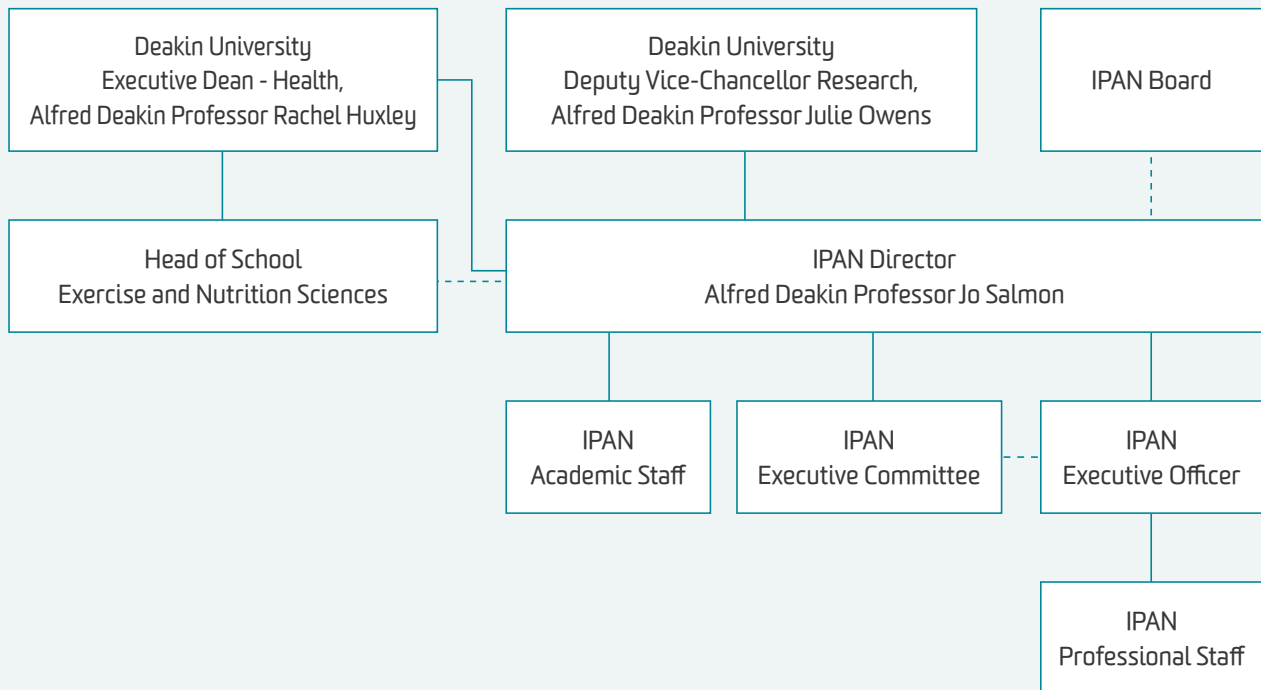 Deakin University
Executive Dean - Health,
Alfred Deakin Professor Rachel Huxley
Deakin University
Deputy Vice-Chancellor Research,
Alfred Deakin Professor Julie Owens
IPAN Board
Head of School
Exercise and Nutrition Sciences
IPAN Director
Alfred Deakin Professor Jo Salmon
IPAN
Academic Staff
IPAN
Executive Committee
IPAN
Executive Officer
IPAN
Professional Staff